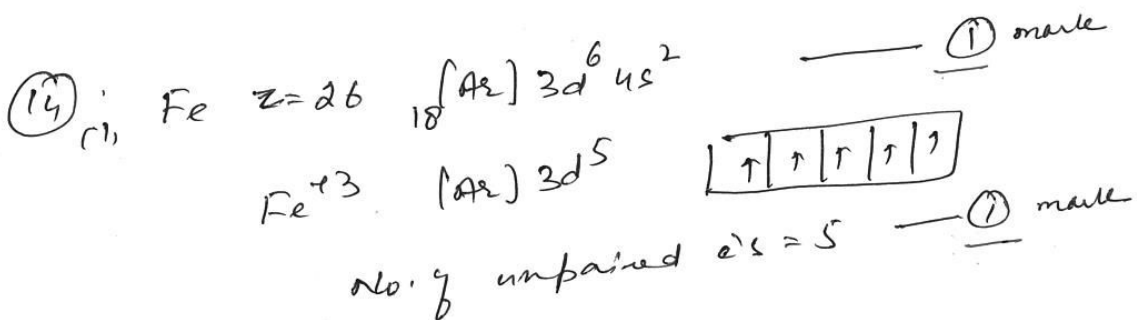 14 (i) Fe Z=26 ₁₈[Ar] 3d⁶ 4s² — ① mark
Fe⁺³ [Ar] 3d⁵ ↑ ↑ ↑ ↑ ↑
No. of unpaired e's = 5 — ① mark